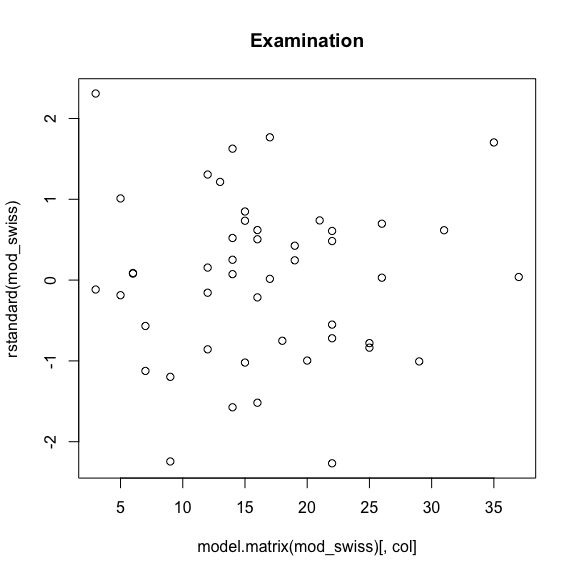 Examination
rstandard(mod_swiss)
2
1
0
-1
-2
5 10 15 20 25 30 35
model.matrix(mod_swiss)[, col]